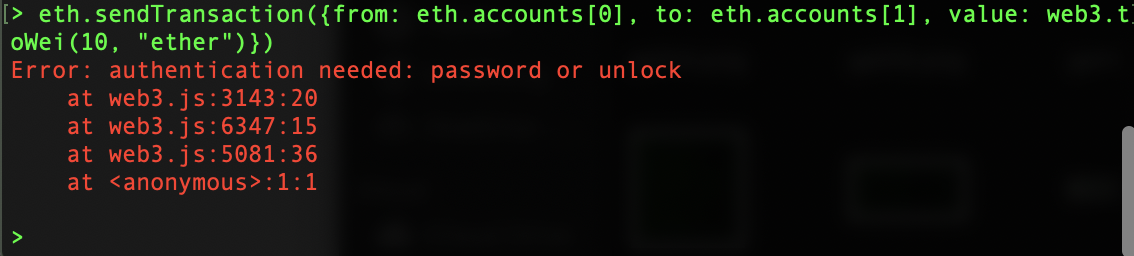 [> eth.sendTransaction({from: eth.accounts[0], to: eth.accounts[1], value: web3.t]
oWei(10, "ether")})
Error: authentication needed: password or unlock
    at web3.js:3143:20
    at web3.js:6347:15
    at web3.js:5081:36
    at <anonymous>:1:1
>